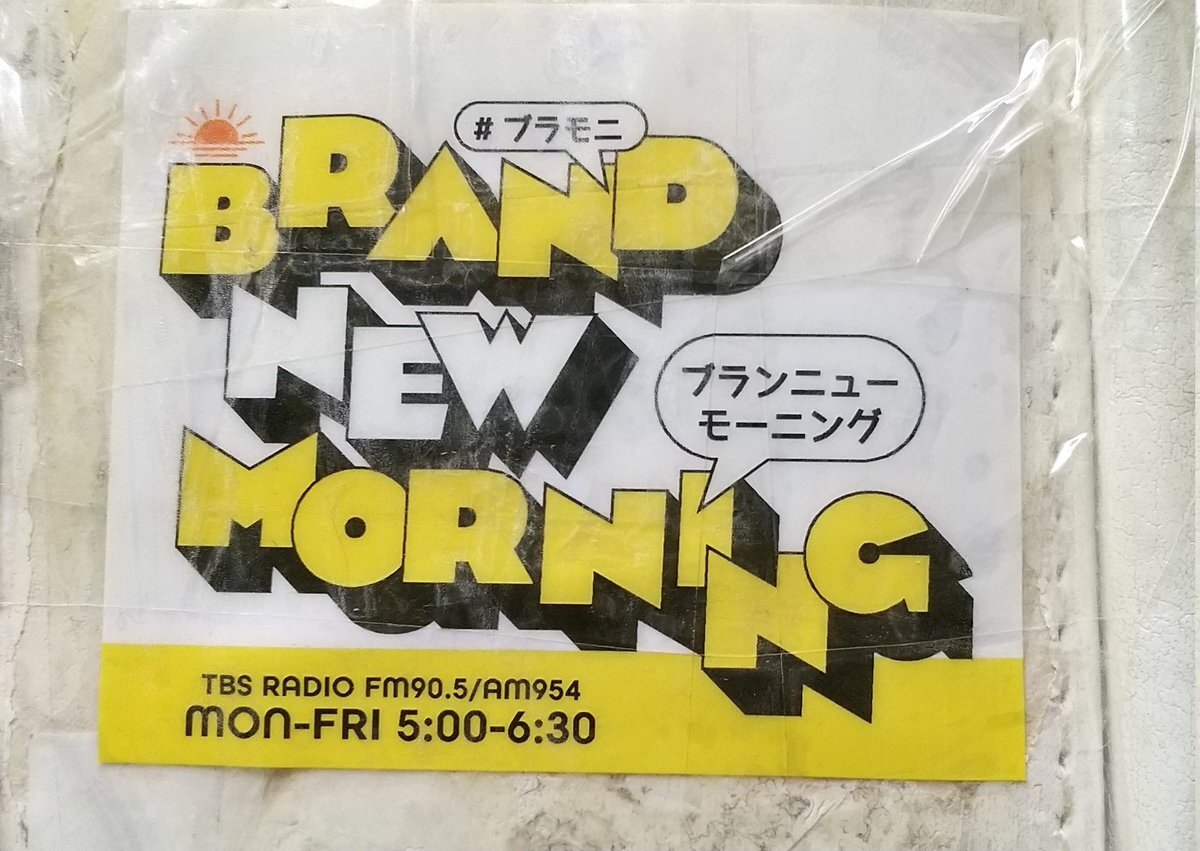 # ブラモニ
BRAND
NEW
ブランニュー
モーニング
MORNING
TBS RADIO FM90.5/AM954
MON-FRI 5:00-6:30